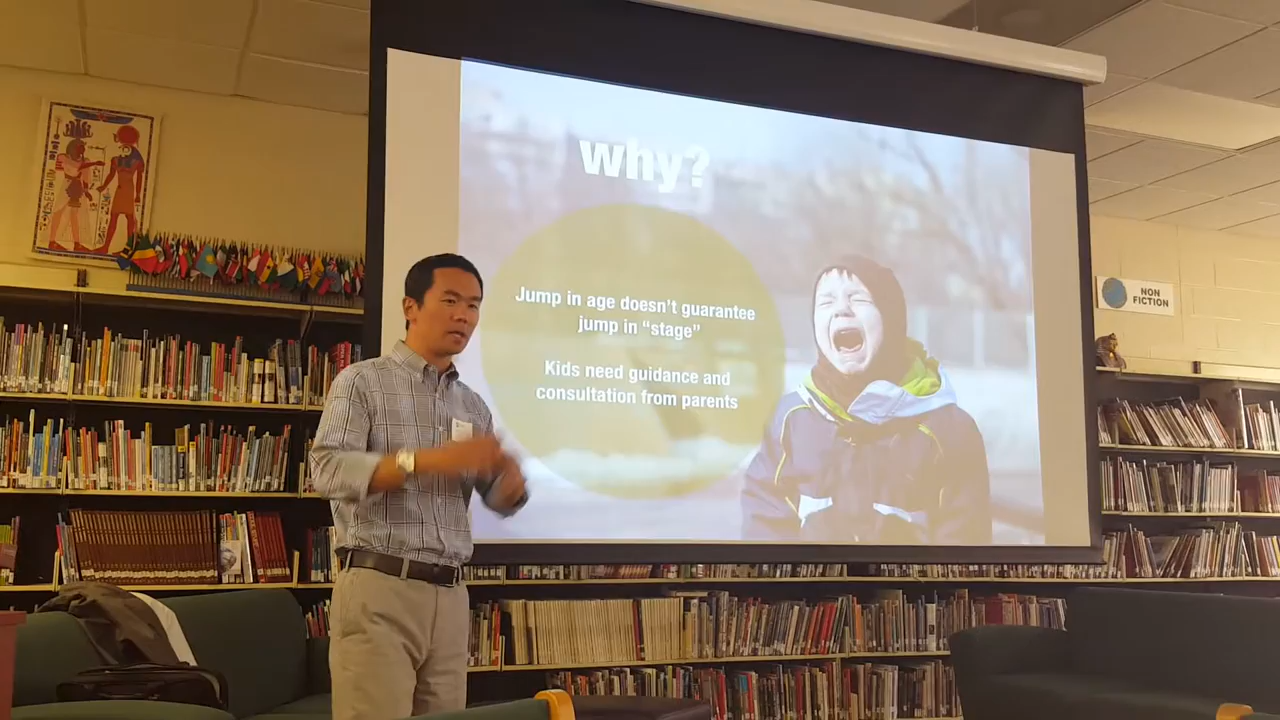 why?
Jump in age doesn't guarantee
jump in "stage"
Kids need guidance and
consultation from parents
NON
FICTION